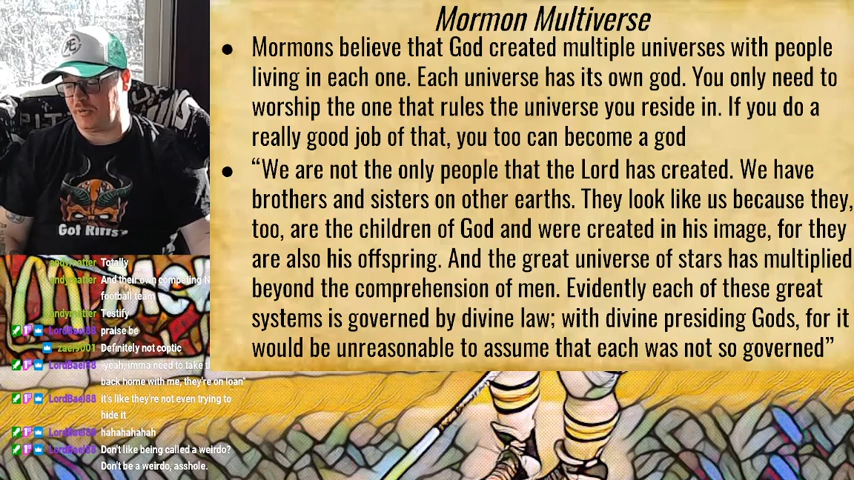 Mormon Multiverse
● Mormons believe that God created multiple universes with people
living in each one. Each universe has its own god. You only need to
worship the one that rules the universe you reside in. If you do a
really good job of that, you too can become a god
● “We are not the only people that the Lord has created. We have
brothers and sisters on other earths. They look like us because they,
too, are the children of God and were created in his image, for they
are also his offspring. And the great universe of stars has multiplied
beyond the comprehension of men. Evidently each of these great
systems is governed by divine law; with divine presiding Gods, for it
would be unreasonable to assume that each was not so governed”
Got Riffs?
Totally
And their own competing
football team
Testify
LordBael88 praise be
zael9001 Definitely not coptic
LordBael88 imma need to take
back home with me, they're on loan"
LordBael88 it's like they're not even trying to
hide it
LordBael88 hahahahahah
LordBael88 Don't like being called a weirdo?
Don't be a weirdo, asshole.